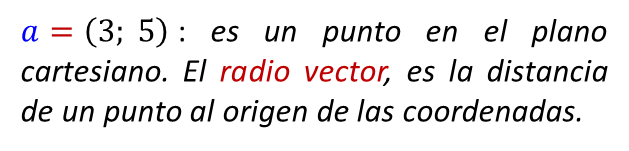 a = (3; 5) : es un punto en el plano
cartesiano. El radio vector, es la distancia
de un punto al origen de las coordenadas.